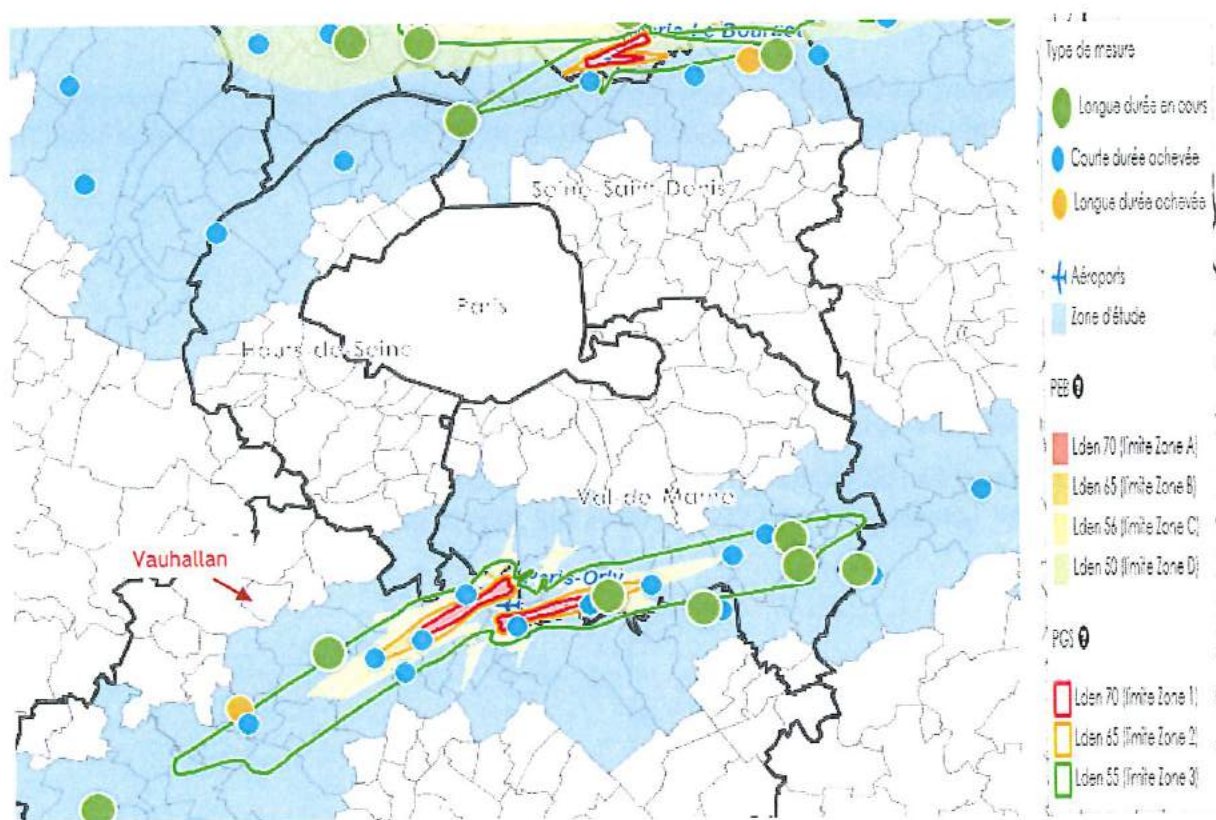 Paris-Le Bourget
Seine-Saint-Denis
Paris
Hauts-de-Seine
Val-de-Marne
Vauhallan
Paris-Orly
Type de mesure
Longue durée en cours
Courte durée achevée
Longue durée achevée
Aéroports
Zone d'étude
PEB ?
Lden 70 (limite Zone A)
Lden 65 (limite Zone B)
Lden 56 (limite Zone C)
Lden 50 (limite Zone D)
PGS ?
Lden 70 (limite Zone 1)
Lden 65 (limite Zone 2)
Lden 55 (limite Zone 3)